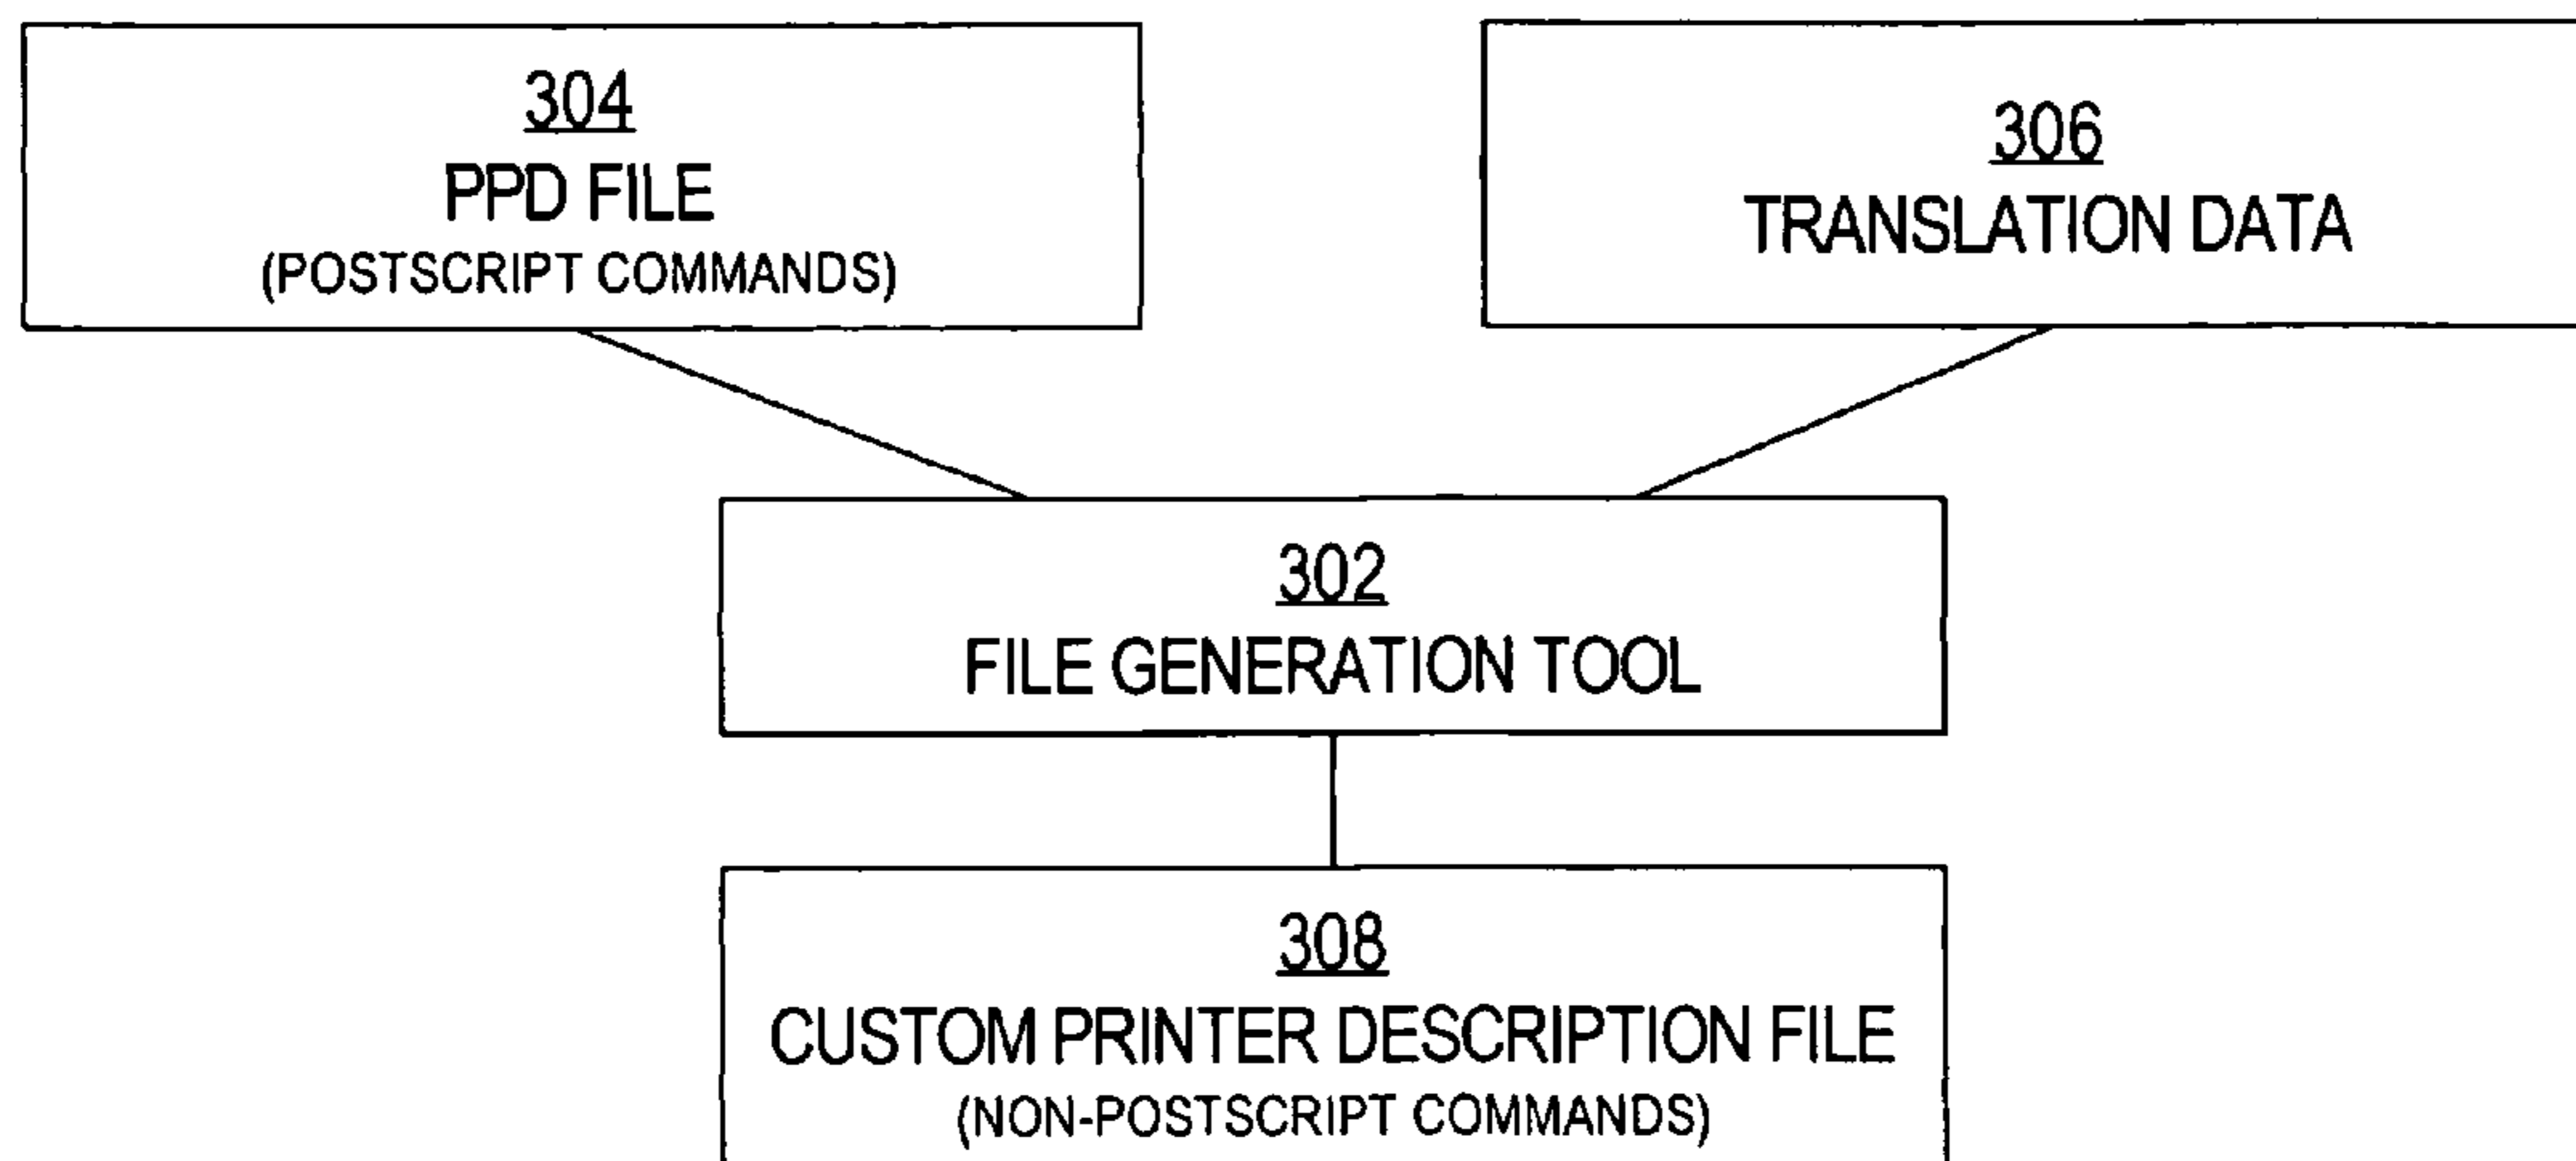 304
PPD FILE
(POSTSCRIPT COMMANDS)
306
TRANSLATION DATA
302
FILE GENERATION TOOL
308
CUSTOM PRINTER DESCRIPTION FILE
(NON-POSTSCRIPT COMMANDS)